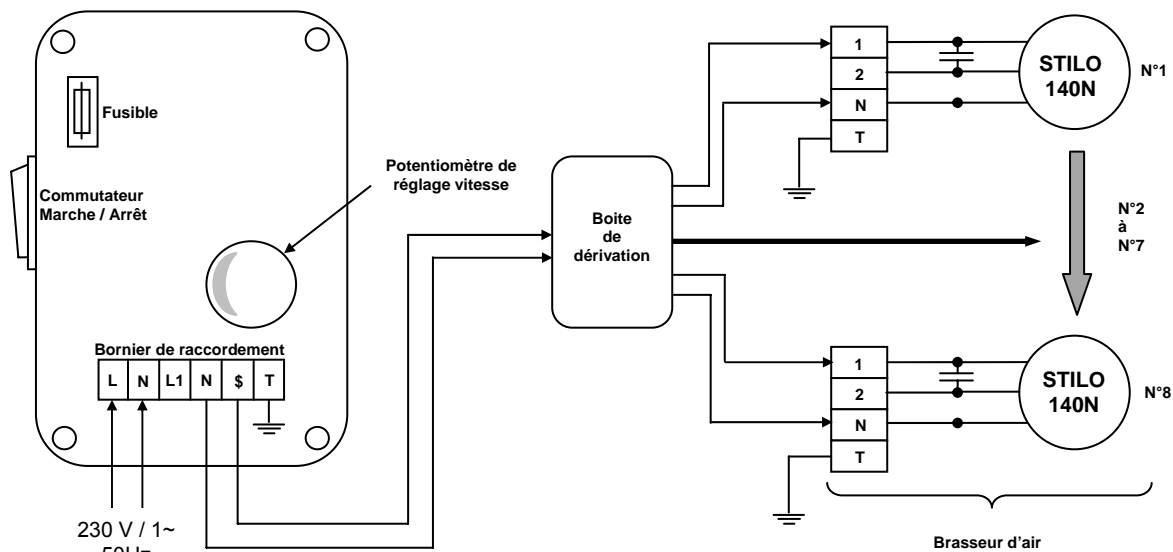 Fusible
Commutateur
Marche / Arrêt
Potentiomètre de
réglage vitesse
Bornier de raccordement
L N L1 N $ T
230 V / 1~
50Hz
Boite
de
dérivation
1
2
N
T
STILO
140N
N°1
N°2
à
N°7
1
2
N
T
STILO
140N
N°8
Brasseur d'air